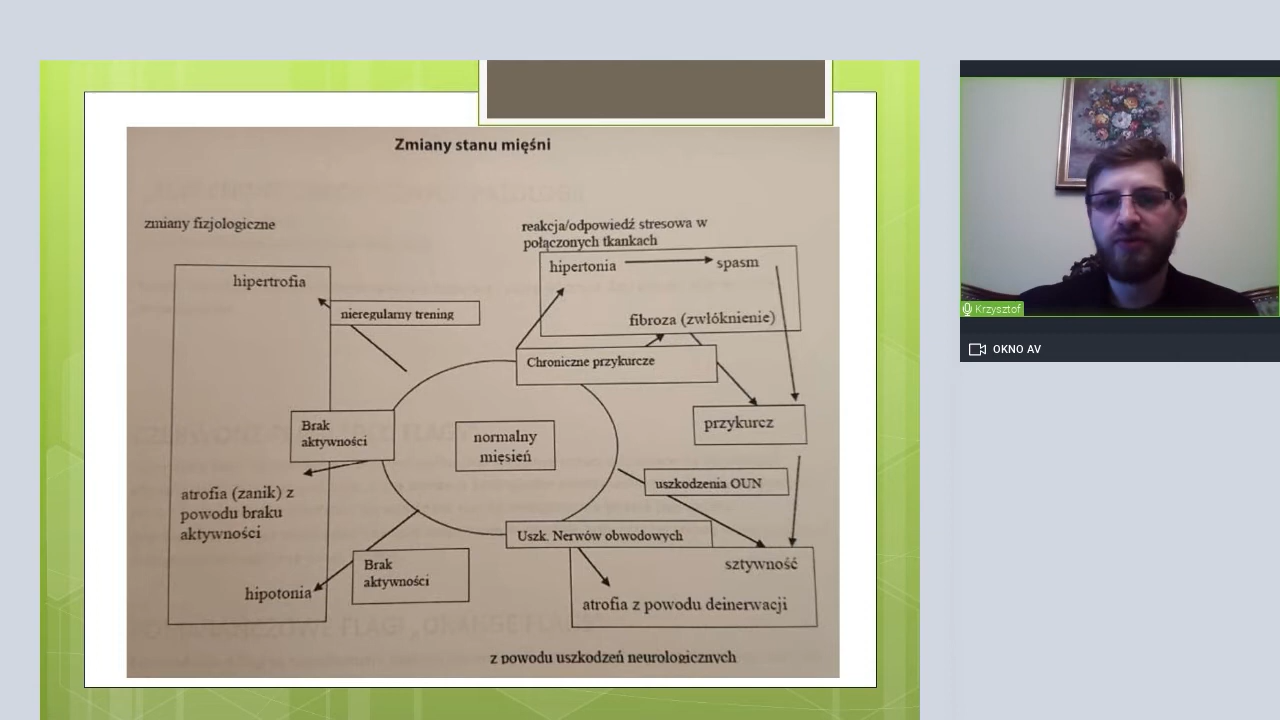 Zmiany stanu mięśni
zmiany fizjologiczne
reakcja/odpowiedź stresowa w
połączonych tkankach
hipertrofia
hipertonia
spasm
nieregularny trening
fibroza (zwłóknienie)
Chroniczne przykurcze
Brak
aktywności
normalny
mięsień
przykurcz
uszkodzenia OUN
atrofia (zanik) z
powodu braku
aktywności
Uszk. Nerwów obwodowych
Brak
aktywności
hipotonia
sztywność
atrofia z powodu deinerwacji
z powodu uszkodzeń neurologicznych
Krzysztof
OKNO AV